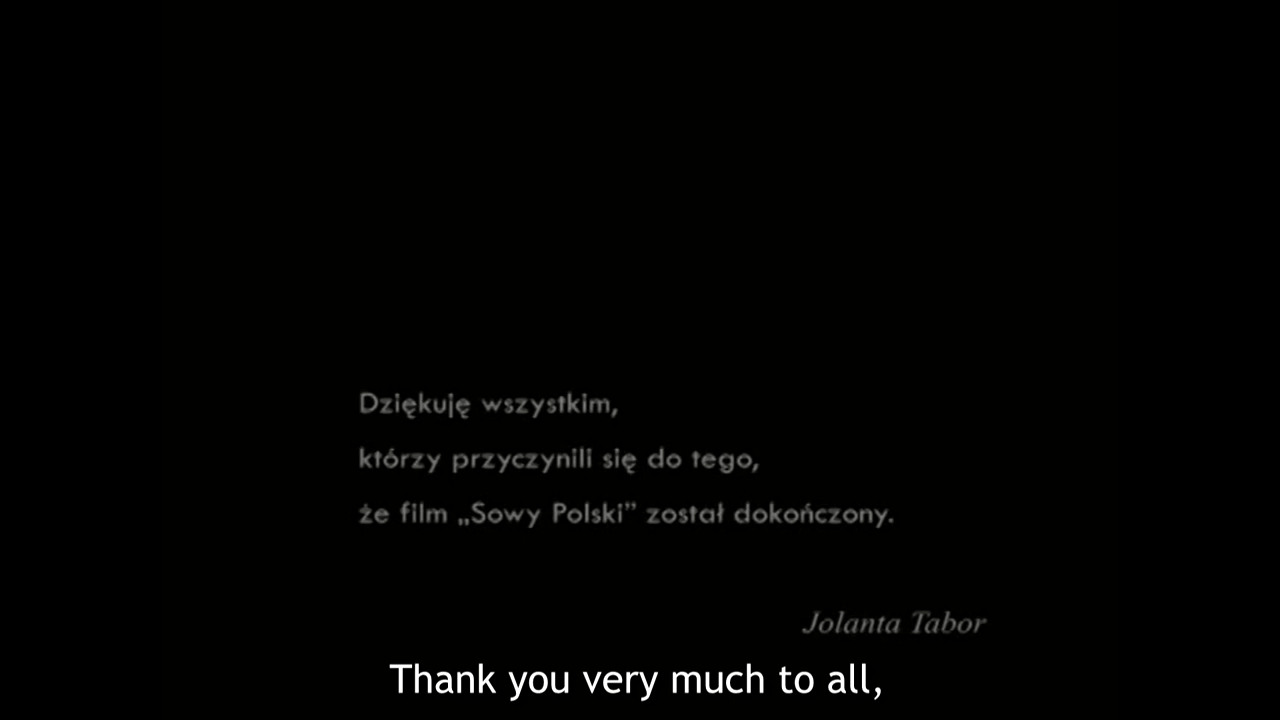 Dziękuję wszystkim,
którzy przyczynili się do tego,
że film „Sowy Polski” został dokończony.
Jolanta Tabor
Thank you very much to all,